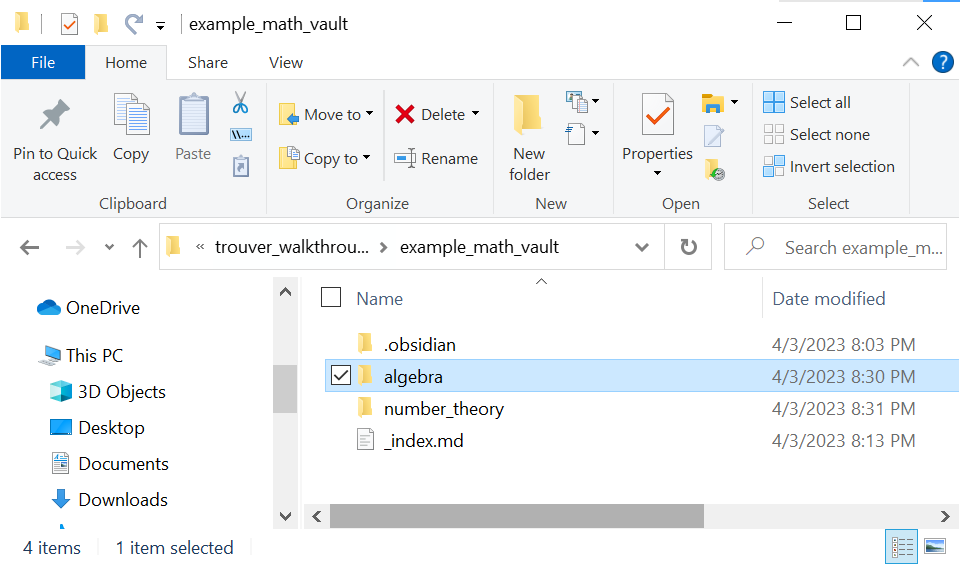 example_math_vault
File Home Share View
?
Pin to Quick access
Copy
Paste
Move to
Copy to
Delete
Rename
New folder
Properties
Select all
Select none
Invert selection
Clipboard Organize New Open Select
« trouver_walkthrou... example_math_vault
Search example_m...
OneDrive
This PC
3D Objects
Desktop
Documents
Downloads
Name Date modified
.obsidian 4/3/2023 8:03 PM
algebra 4/3/2023 8:30 PM
number_theory 4/3/2023 8:31 PM
_index.md 4/3/2023 8:13 PM
4 items 1 item selected